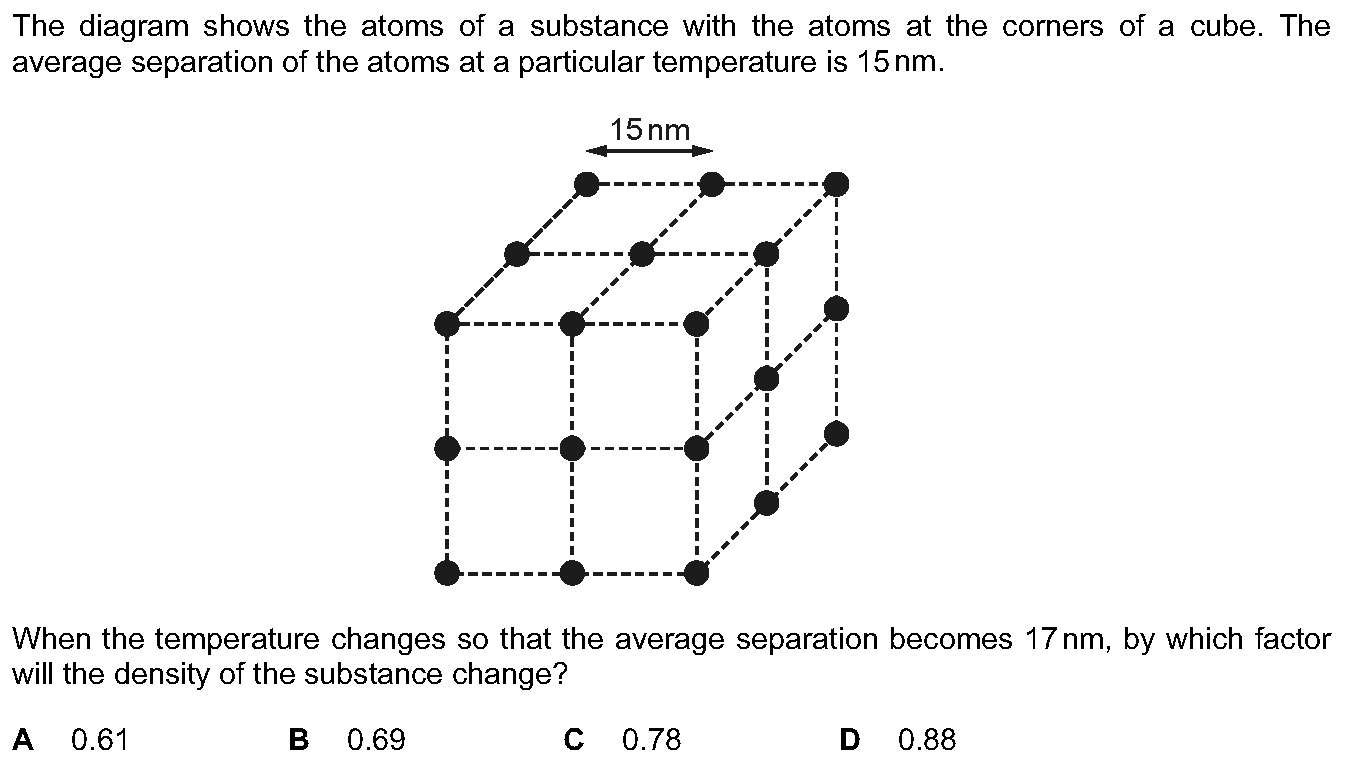 The diagram shows the atoms of a substance with the atoms at the corners of a cube. The
average separation of the atoms at a particular temperature is 15 nm.
15 nm
When the temperature changes so that the average separation becomes 17 nm, by which factor
will the density of the substance change?
A 0.61 B 0.69 C 0.78 D 0.88